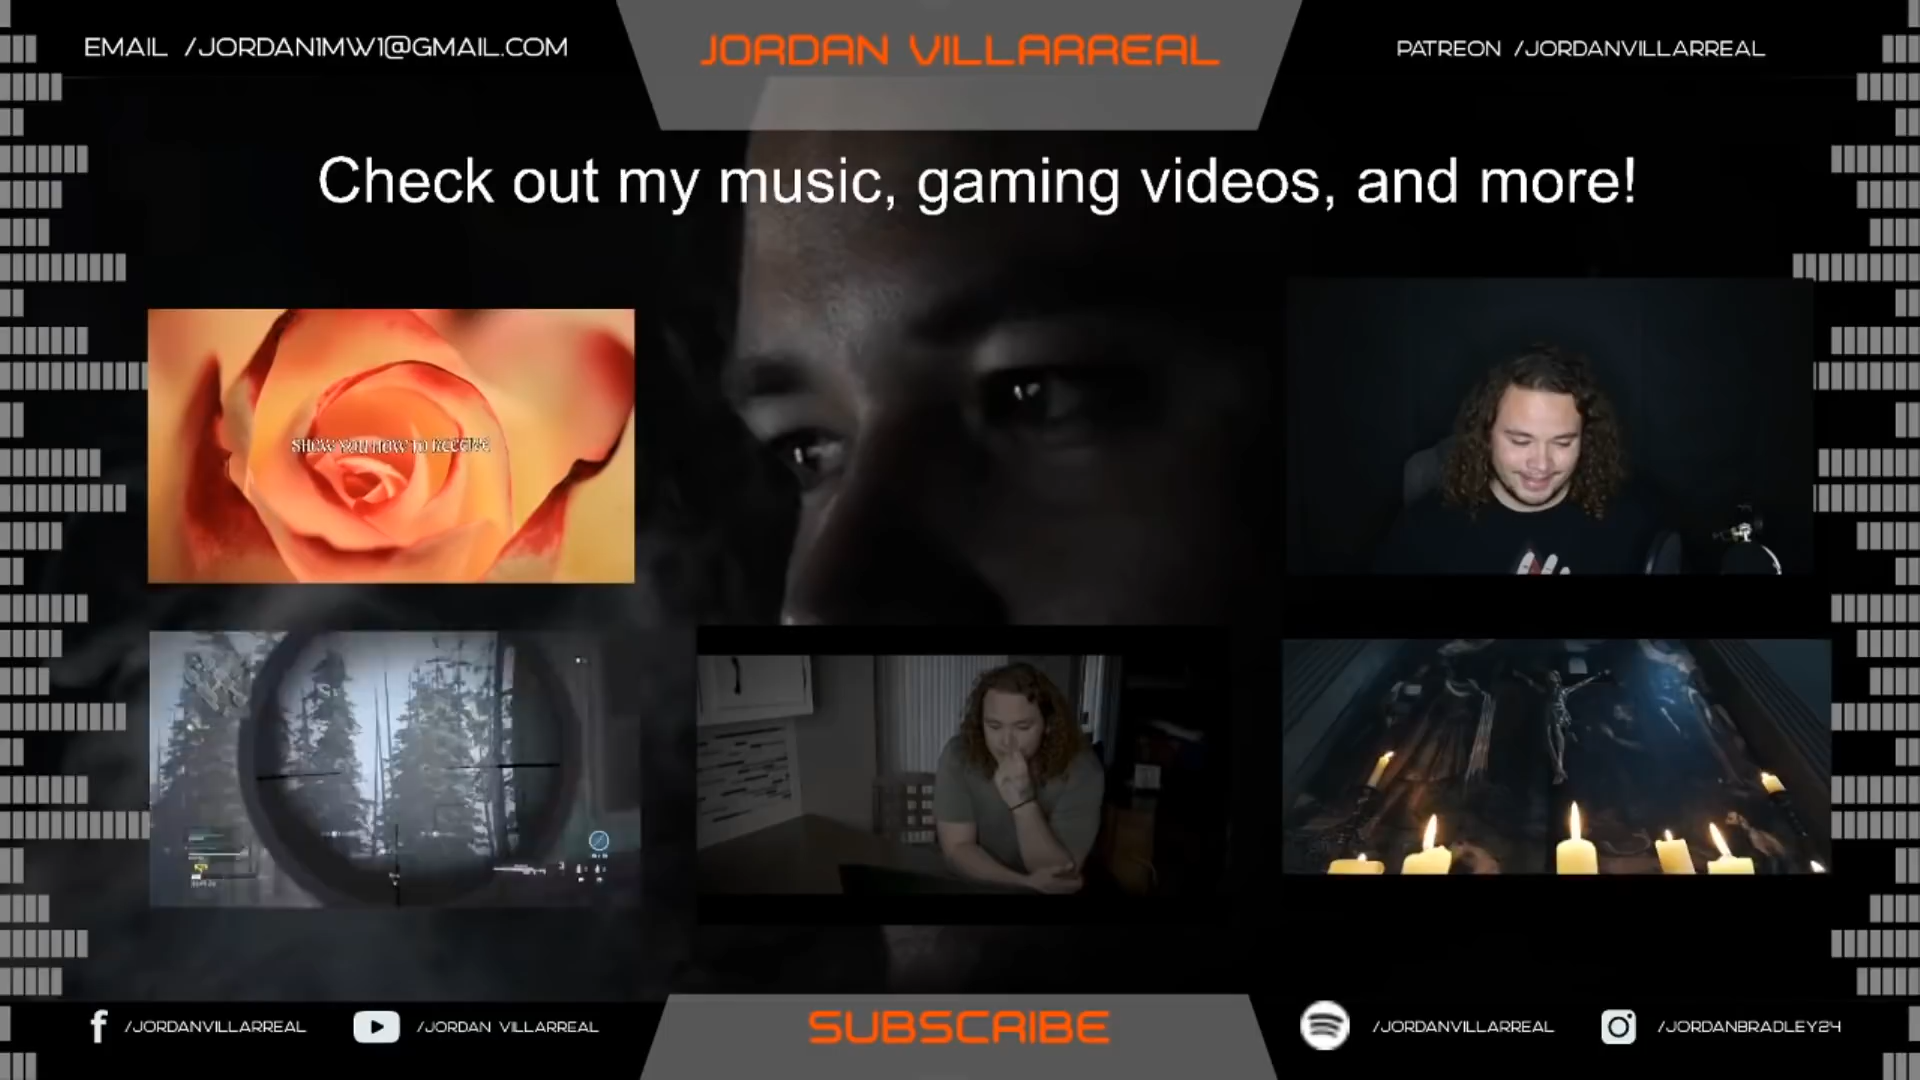 EMAIL /JORDAN1MW1@GMAIL.COM
JORDAN VILLARREAL
PATREON /JORDANVILLARREAL
Check out my music, gaming videos, and more!
SHOW YOU HOW TO RECEIVE
/JORDANVILLARREAL
/JORDAN VILLARREAL
SUBSCRIBE
/JORDANVILLARREAL
/JORDANBRADLEY24